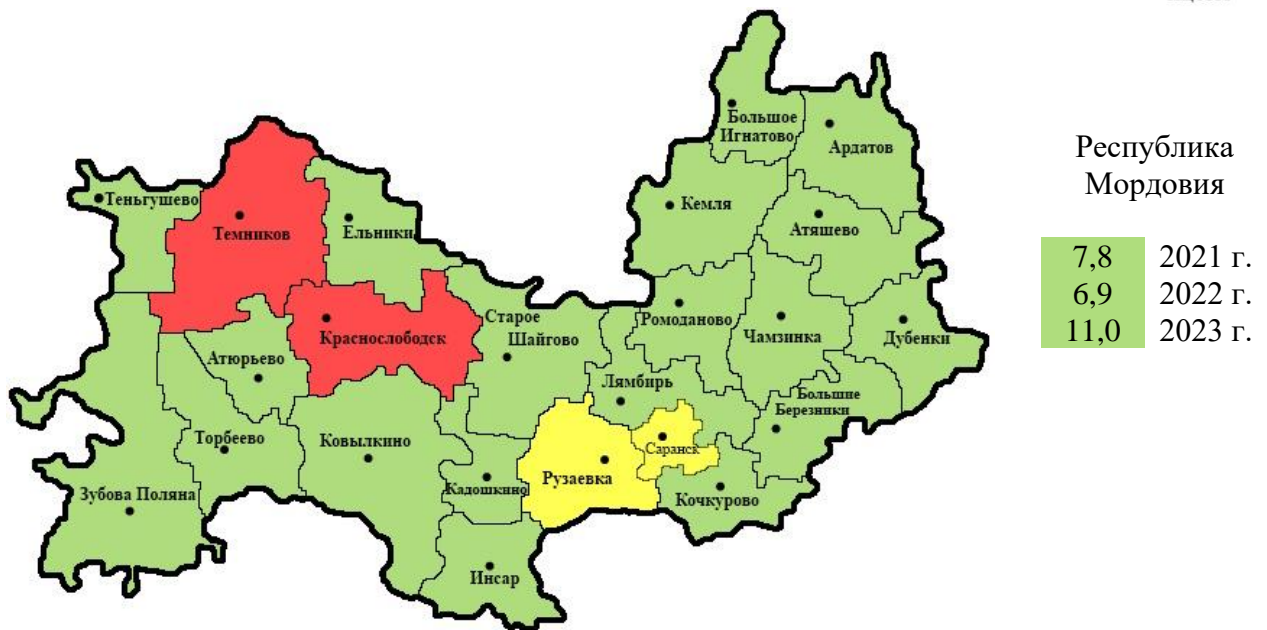 Большое
Игнатово
Ардатов
Республика
Мордовия
Теньгушево
Кемля
Темников
Ельники
Атяшево
7,8 2021 г.
6,9 2022 г.
11,0 2023 г.
Старое
Шайгово
Ромоданово
Краснослободск
Чамзинка
Дубенки
Атюрьево
Лямбирь
Большие
Березники
Торбеево
Ковылкино
Саранск
Рузаевка
Зубова Поляна
Кадошкино
Кочкурово
Инсар